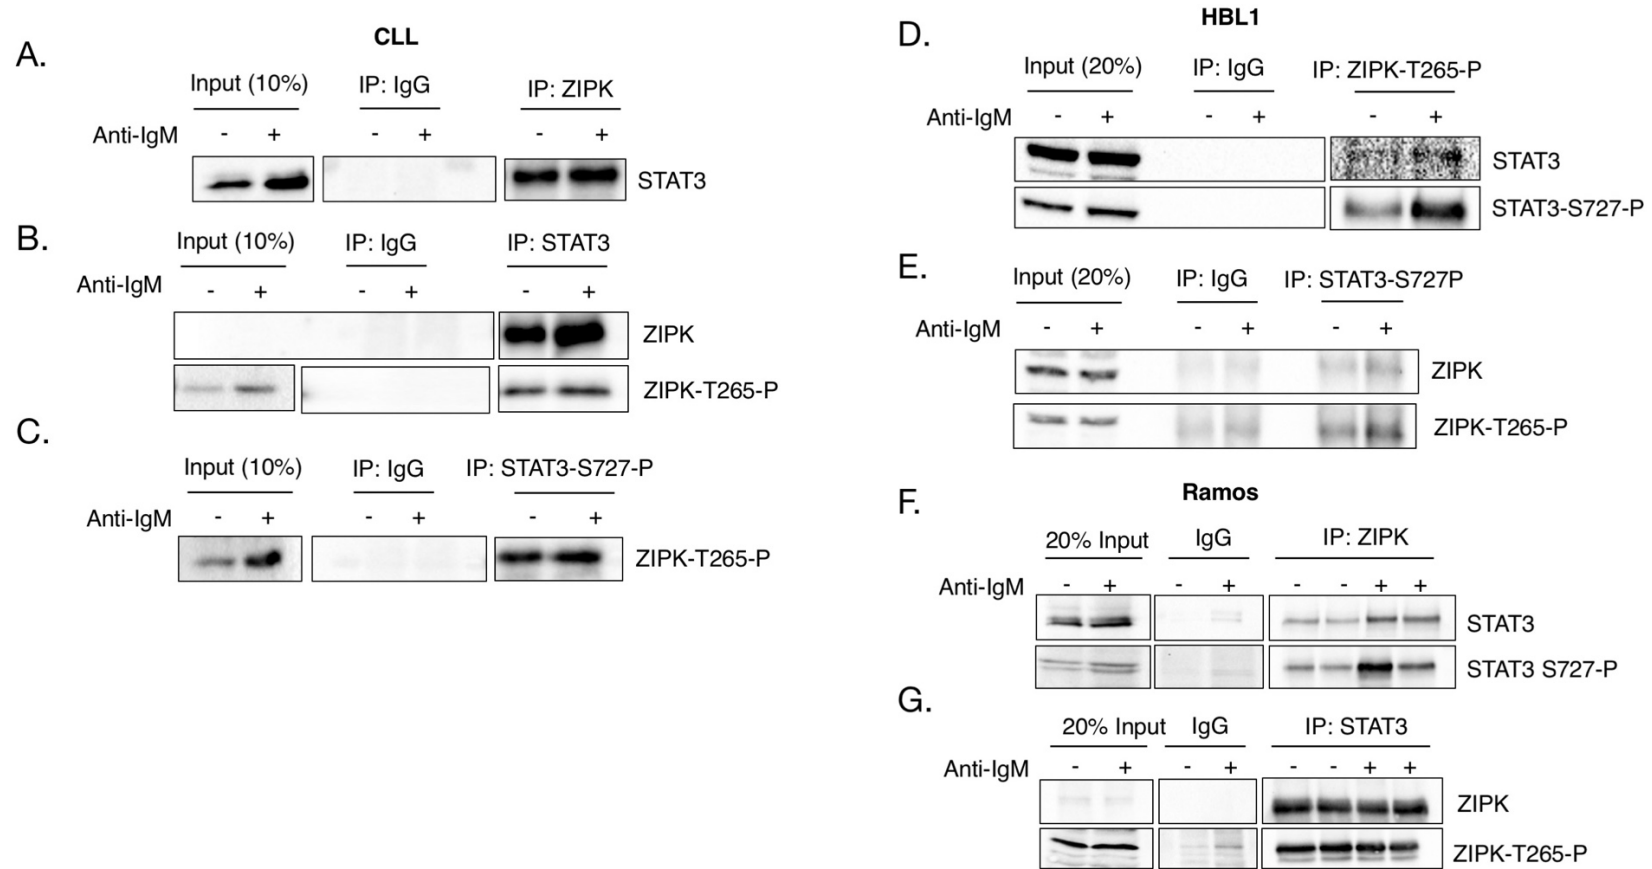 CLL
A.
Input (10%) IP: IgG IP: ZIPK
Anti-IgM - + - + - +
STAT3
B.
Input (10%) IP: IgG IP: STAT3
Anti-IgM - + - + - +
ZIPK
ZIPK-T265-P
C.
Input (10%) IP: IgG IP: STAT3-S727-P
Anti-IgM - + - + - +
ZIPK-T265-P
HBL1
D.
Input (20%) IP: IgG IP: ZIPK-T265-P
Anti-IgM - + - + - +
STAT3
STAT3-S727-P
E.
Input (20%) IP: IgG IP: STAT3-S727P
Anti-IgM - + - + - +
ZIPK
ZIPK-T265-P
Ramos
F.
20% Input IgG IP: ZIPK
Anti-IgM - + - + - - + +
STAT3
STAT3 S727-P
G.
20% Input IgG IP: STAT3
Anti-IgM - + - + - - + +
ZIPK
ZIPK-T265-P